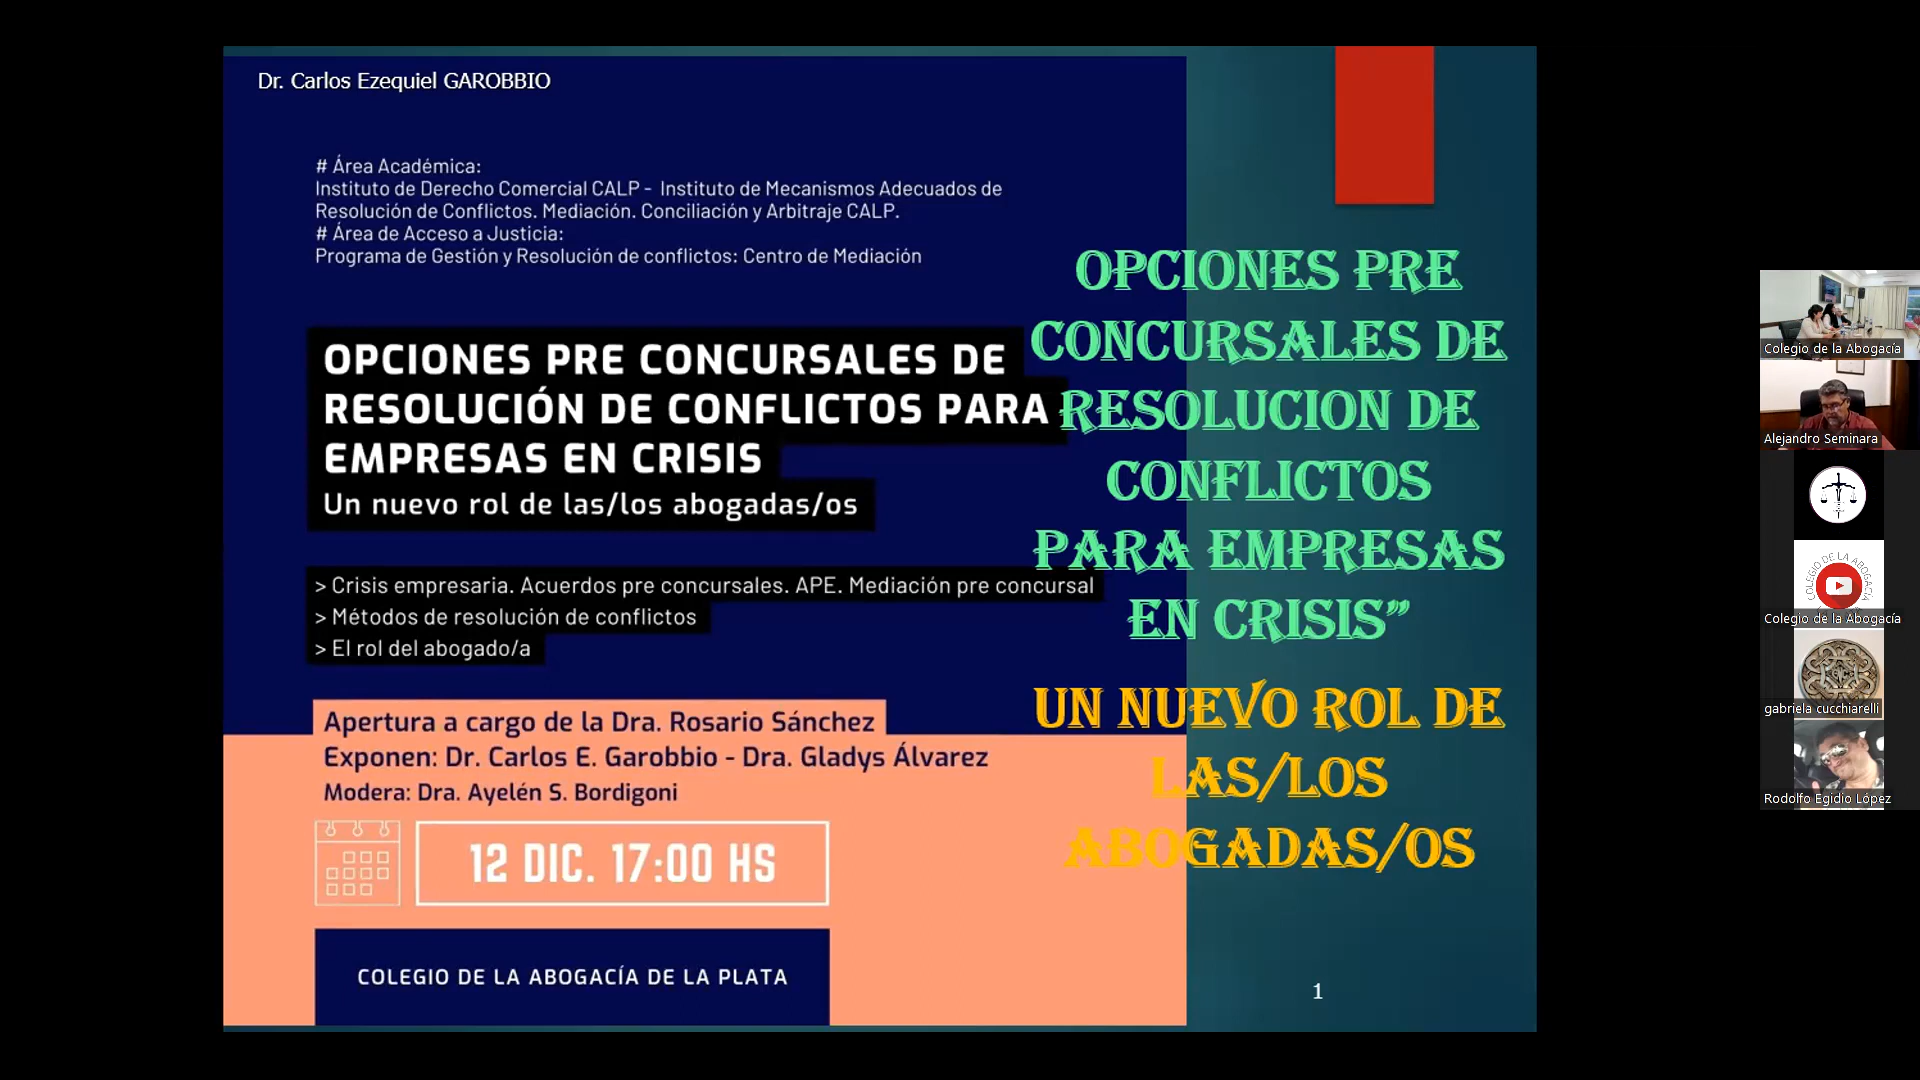 Dr. Carlos Ezequiel GAROBBIO
# Área Académica:
Instituto de Derecho Comercial CALP - Instituto de Mecanismos Adecuados de
Resolución de Conflictos. Mediación. Conciliación y Arbitraje CALP.
# Área de Acceso a Justicia:
Programa de Gestión y Resolución de conflictos: Centro de Mediación
OPCIONES PRE CONCURSALES DE
RESOLUCIÓN DE CONFLICTOS PARA
EMPRESAS EN CRISIS
Un nuevo rol de las/los abogadas/os
> Crisis empresaria. Acuerdos pre concursales. APE. Mediación pre concursal
> Métodos de resolución de conflictos
> El rol del abogado/a
Apertura a cargo de la Dra. Rosario Sánchez
Exponen: Dr. Carlos E. Garobbio - Dra. Gladys Álvarez
Modera: Dra. Ayelén S. Bordigoni
12 DIC. 17:00 HS
COLEGIO DE LA ABOGACÍA DE LA PLATA
OPCIONES PRE
CONCURSALES DE
RESOLUCION DE
CONFLICTOS
PARA EMPRESAS
EN CRISIS”
UN NUEVO ROL DE
LAS/LOS
ABOGADAS/OS
1
Colegio de la Abogacía
Alejandro Seminara
COLEGIO DE LA ABOGACÍA
Colegio de la Abogacía
gabriela cucchiarelli
Rodolfo Egidio López